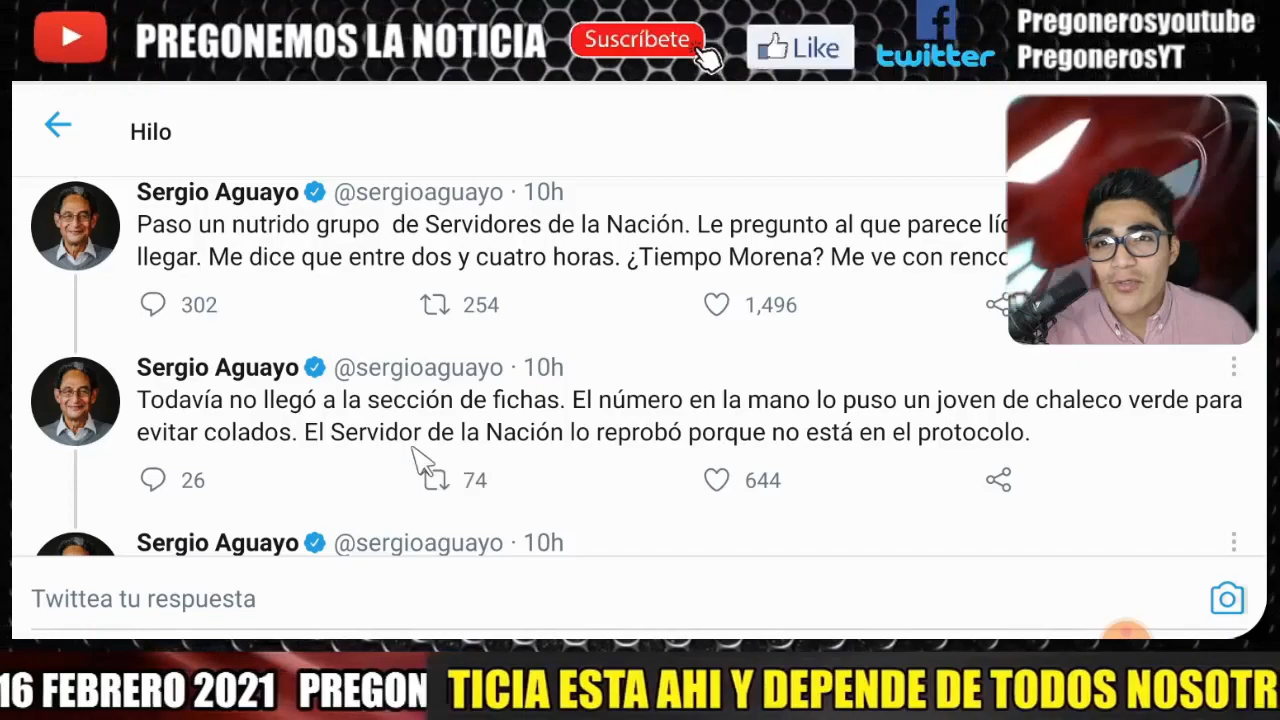 PREGONEMOS LA NOTICIA
Suscríbete
Like
twitter
Pregonerosyoutube
PregonerosYT
Hilo
Sergio Aguayo @sergioaguayo · 10h
Paso un nutrido grupo de Servidores de la Nación. Le pregunto al que parece
llegar. Me dice que entre dos y cuatro horas. ¿Tiempo Morena? Me ve con
302 254 1,496
Sergio Aguayo @sergioaguayo · 10h
Todavía no llegó a la sección de fichas. El número en la mano lo puso un joven de chaleco verde para
evitar colados. El Servidor de la Nación lo reprobó porque no está en el protocolo.
26 74 644
Sergio Aguayo @sergioaguayo · 10h
Twittea tu respuesta
16 FEBRERO 2021 PREGON
TICIA ESTA AHI Y DEPENDE DE TODOS NOSOTR